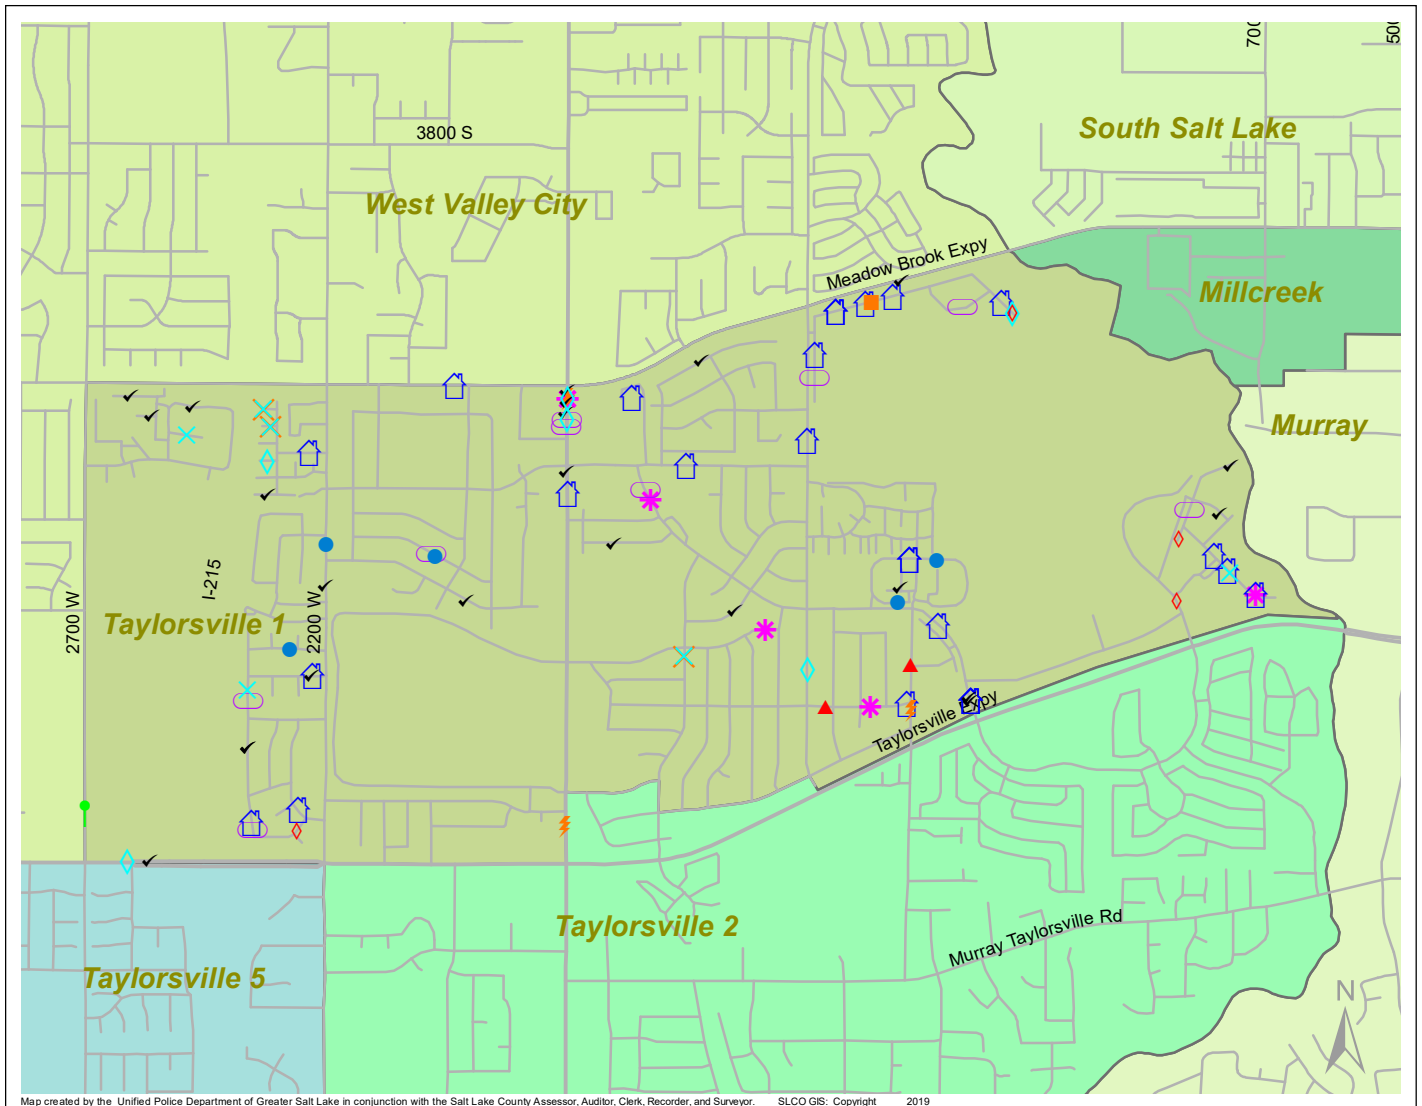 700
500
3800 S
South Salt Lake
West Valley City
Meadow Brook Expy
Millcreek
Murray
I-215
2700 W
Taylorsville 1
2200 W
Taylorsville Expy
Taylorsville 2
Murray Taylorsville Rd
Taylorsville 5
N
Map created by the Unified Police Department of Greater Salt Lake in conjunction with the Salt Lake County Assessor, Auditor, Clerk, Recorder, and Surveyor. SLCO GIS: Copyright 2019